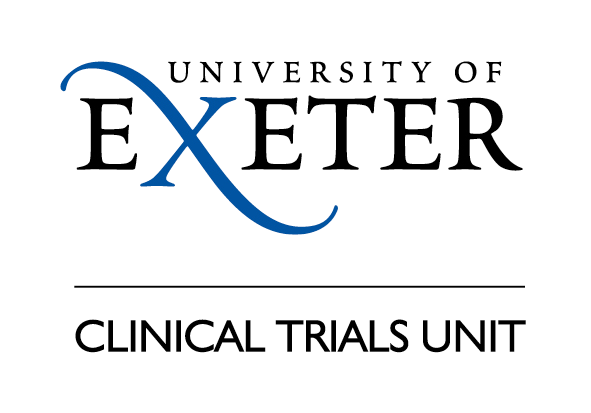 UNIVERSITY OF
EXETER
CLINICAL TRIALS UNIT